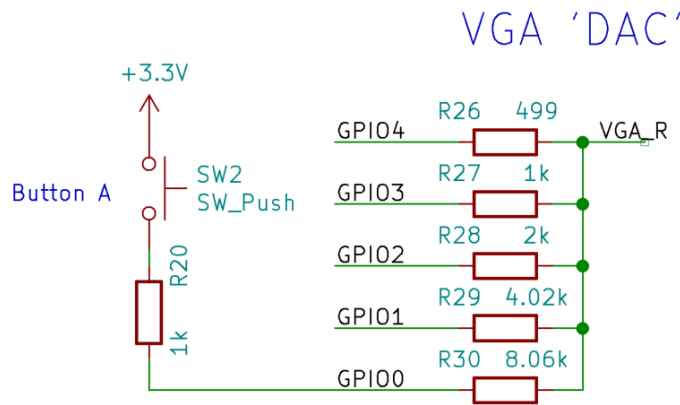 VGA 'DAC'
+3.3V
Button A
SW2
SW_Push
R20
1k
GPIO4
R26
499
VGA_R
GPIO3
R27
1k
GPIO2
R28
2k
GPIO1
R29
4.02k
GPIO0
R30
8.06k